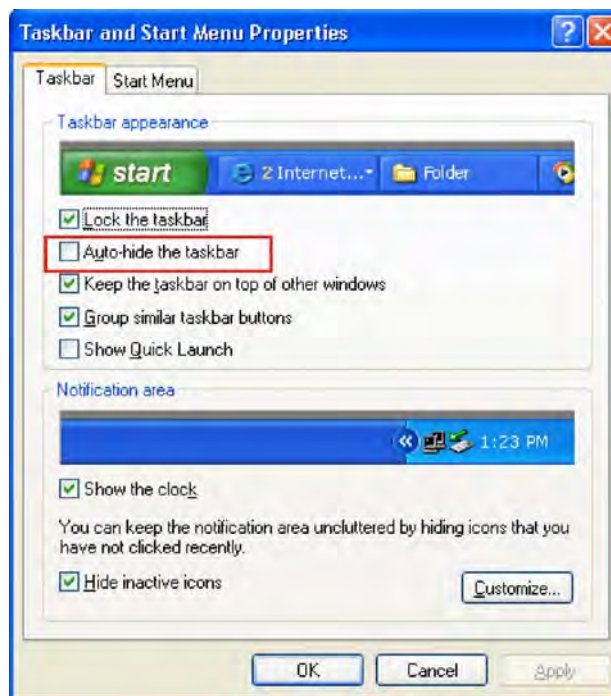 Taskbar and Start Menu Properties
Taskbar
Start Menu
Taskbar appearance
start
2 Internet...
Folder
Lock the taskbar
Auto-hide the taskbar
Keep the taskbar on top of other windows
Group similar taskbar buttons
Show Quick Launch
Notification area
1:23 PM
Show the clock
You can keep the notification area uncluttered by hiding icons that you
have not clicked recently.
Hide inactive icons
Customize...
OK
Cancel
Apply